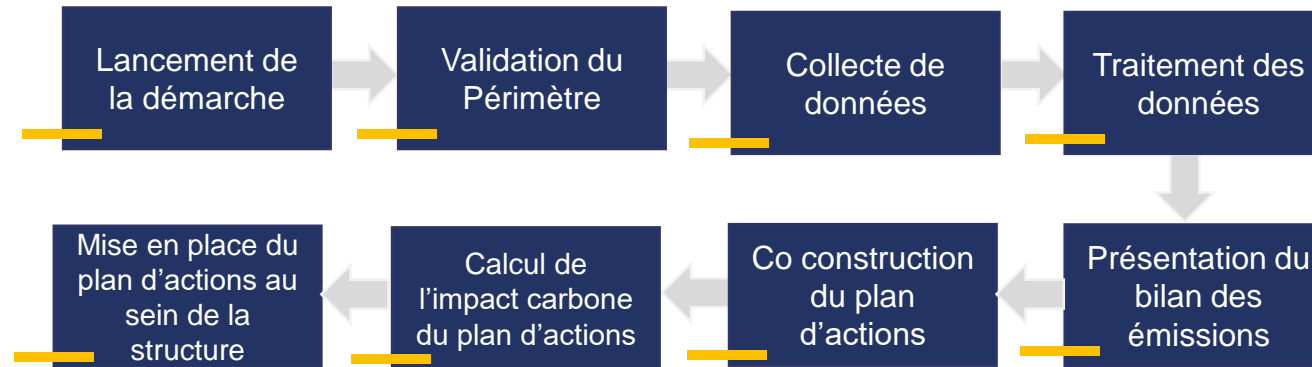 Lancement de
la démarche
Validation du
Périmètre
Collecte de
données
Traitement des
données
Mise en place du
plan d'actions au
sein de la
structure
Calcul de
l'impact carbone
du plan d'actions
Co construction
du plan
d'actions
Présentation du
bilan des
émissions